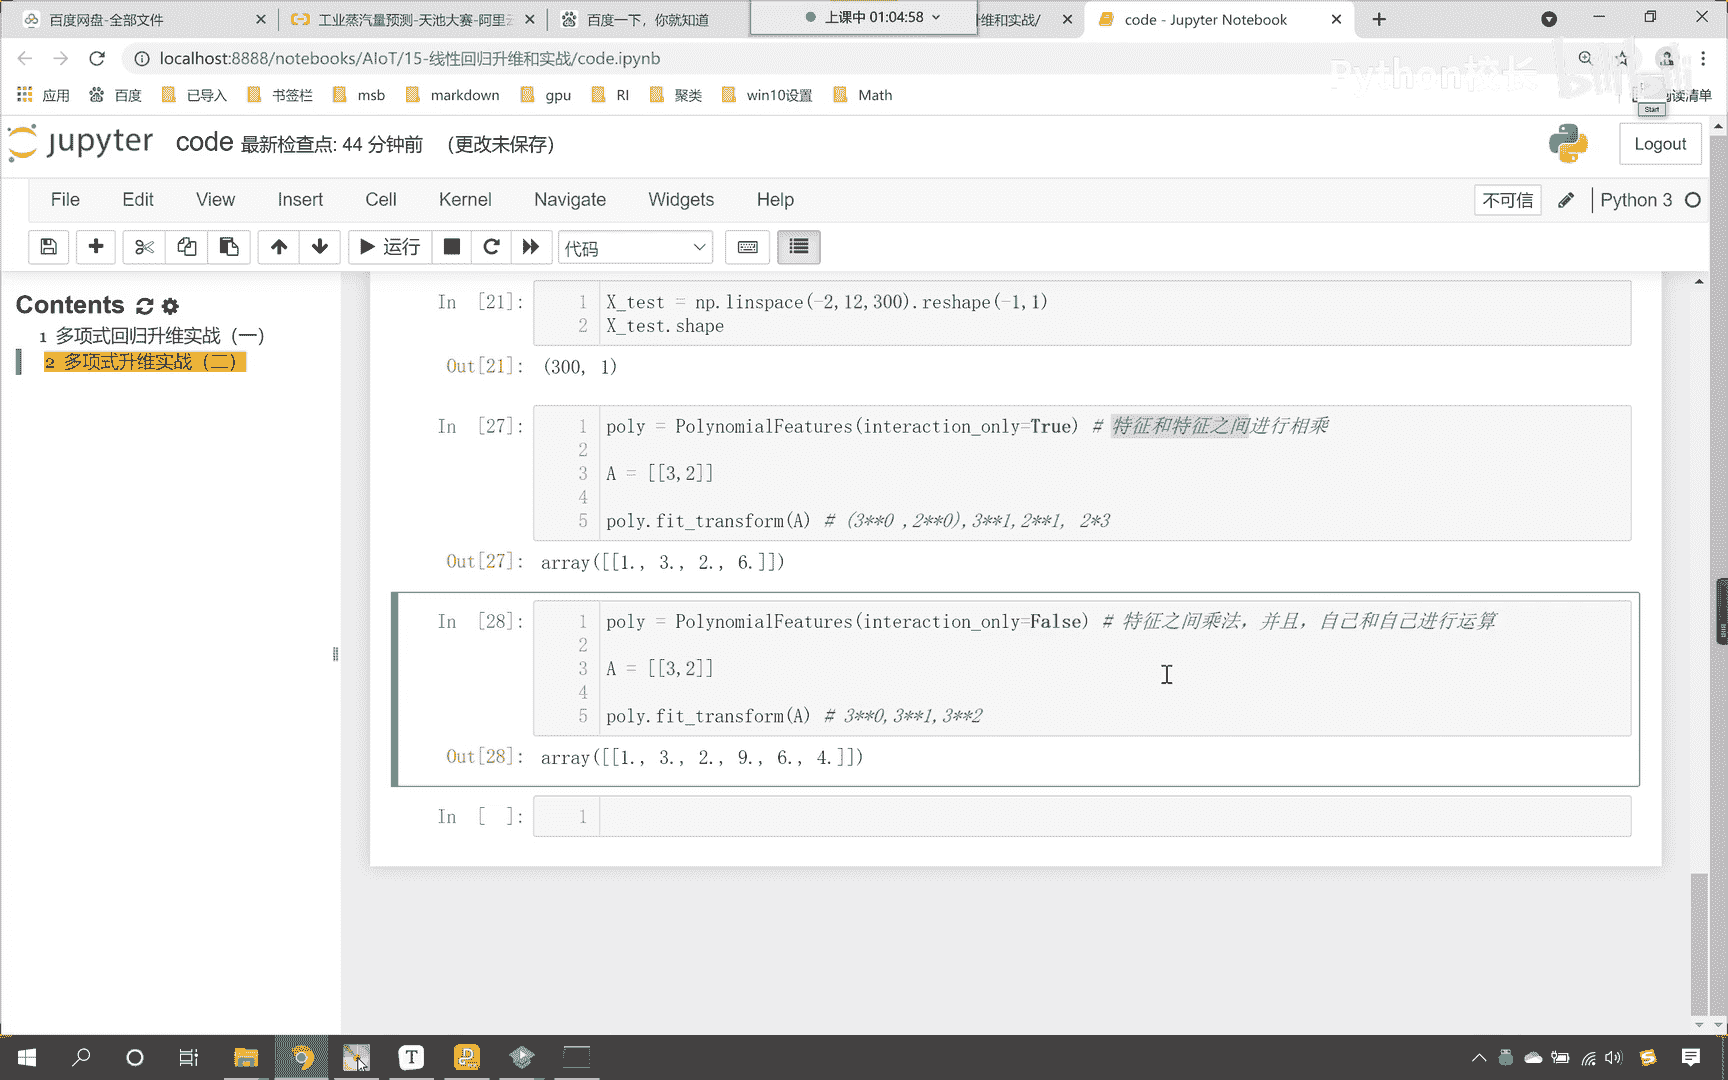 百度网盘-全部文件
工业蒸汽量预测-天池大赛-阿里云
百度一下，你就知道
上课中 01:04:58
维和实战/
code - Jupyter Notebook
localhost:8888/notebooks/AIoT/15-线性回归升维和实战/code.ipynb
Python校长
bilibili
应用
百度
已导入
书签栏
msb
markdown
gpu
RI
聚类
win10设置
Math
阅读清单
Start
jupyter code 最新检查点: 44 分钟前 （更改未保存）
Logout
File Edit View Insert Cell Kernel Navigate Widgets Help
不可信
Python 3
运行
代码
Contents
1 多项式回归升维实战（一）
2 多项式升维实战（二）
In [21]:
1 X_test = np.linspace(-2,12,300).reshape(-1,1)
2 X_test.shape
Out[21]: (300, 1)
In [27]:
1 poly = PolynomialFeatures(interaction_only=True) # 特征和特征之间进行相乘
2
3 A = [[3,2]]
4
5 poly.fit_transform(A) # (3**0 ,2**0),3**1,2**1, 2*3
Out[27]: array([[1., 3., 2., 6.]])
In [28]:
1 poly = PolynomialFeatures(interaction_only=False) # 特征之间乘法，并且，自己和自己进行运算
2
3 A = [[3,2]]
4
5 poly.fit_transform(A) # 3**0,3**1,3**2
Out[28]: array([[1., 3., 2., 9., 6., 4.]])
In [ ]:
1